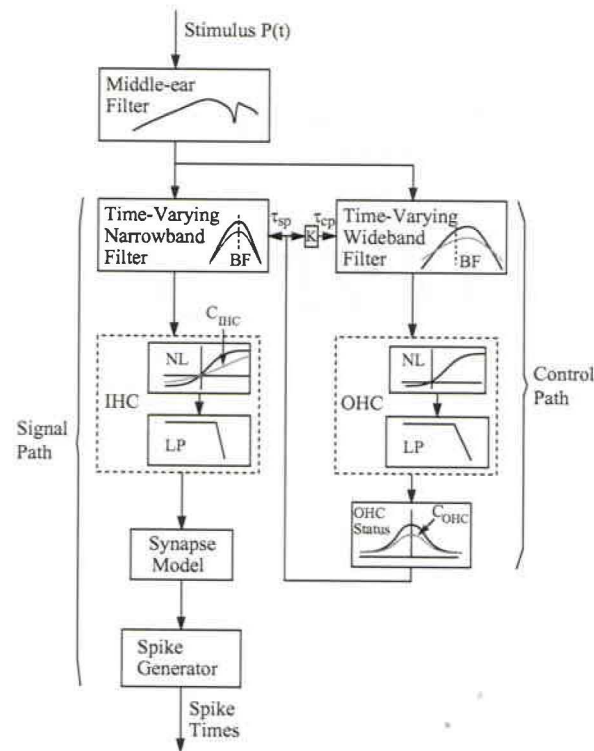 Stimulus P(t)
Middle-ear
Filter
Time-Varying
Narrowband
Filter
BF
τsp
K
τcp
Time-Varying
Wideband
Filter
BF
CIHC
NL
IHC
LP
NL
OHC
LP
Signal
Path
Control
Path
OHC
Status
COHC
Synapse
Model
Spike
Generator
Spike
Times